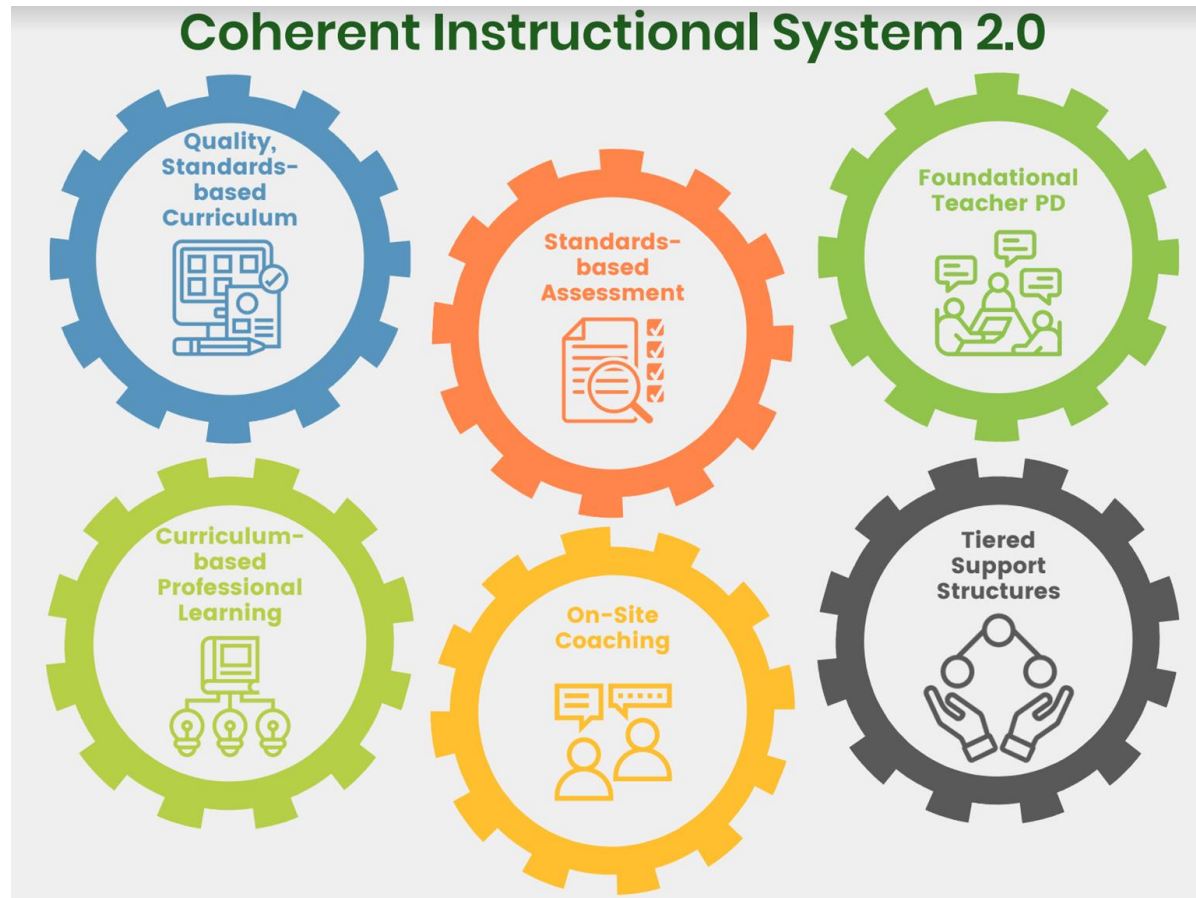 Coherent Instructional System 2.0
Quality,
Standards-
based
Curriculum
Standards-
based
Assessment
Foundational
Teacher PD
Curriculum-
based
Professional
Learning
On-Site
Coaching
Tiered
Support
Structures